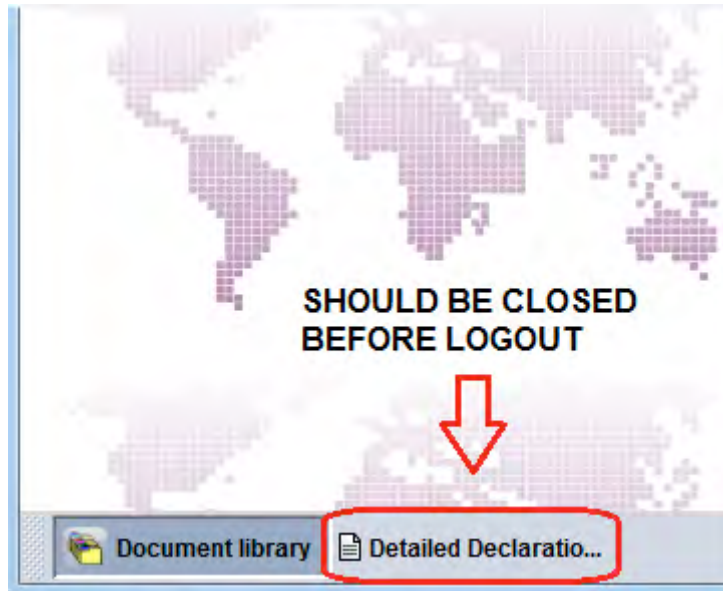 SHOULD BE CLOSED
BEFORE LOGOUT
Document library
Detailed Declaratio...